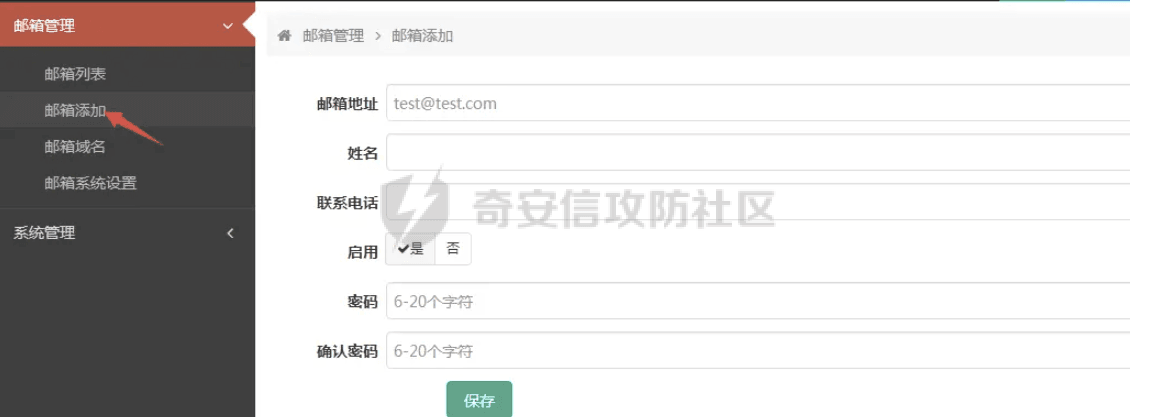 邮箱管理
邮箱列表
邮箱添加
邮箱域名
邮箱系统设置
系统管理
邮箱管理 > 邮箱添加
邮箱地址 test@test.com
姓名
联系电话
启用 是 否
密码 6-20个字符
确认密码 6-20个字符
保存
奇安信攻防社区